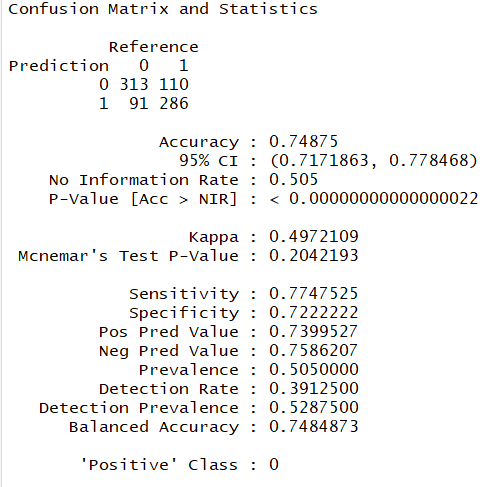 Confusion Matrix and Statistics
Reference
Prediction 0 1
0 313 110
1 91 286
Accuracy : 0.74875
95% CI : (0.7171863, 0.778468)
No Information Rate : 0.505
P-Value [Acc > NIR] : < 0.00000000000000022
Kappa : 0.4972109
Mcnemar's Test P-Value : 0.2042193
Sensitivity : 0.7747525
Specificity : 0.7222222
Pos Pred Value : 0.7399527
Neg Pred Value : 0.7586207
Prevalence : 0.5050000
Detection Rate : 0.3912500
Detection Prevalence : 0.5287500
Balanced Accuracy : 0.7484873
'Positive' Class : 0